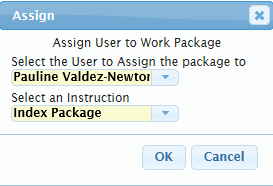 Assign
Assign User to Work Package
Select the User to Assign the package to
Pauline Valdez-Newtor
Select an Instruction
Index Package
OK Cancel